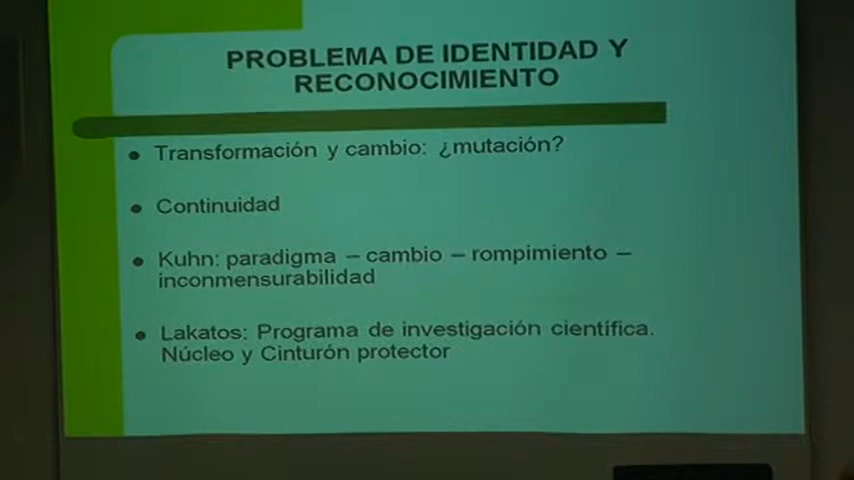 PROBLEMA DE IDENTIDAD Y
RECONOCIMIENTO
● Transformación y cambio: ¿mutación?
● Continuidad
● Kuhn: paradigma – cambio – rompimiento –
inconmensurabilidad
● Lakatos: Programa de investigación científica.
Núcleo y Cinturón protector